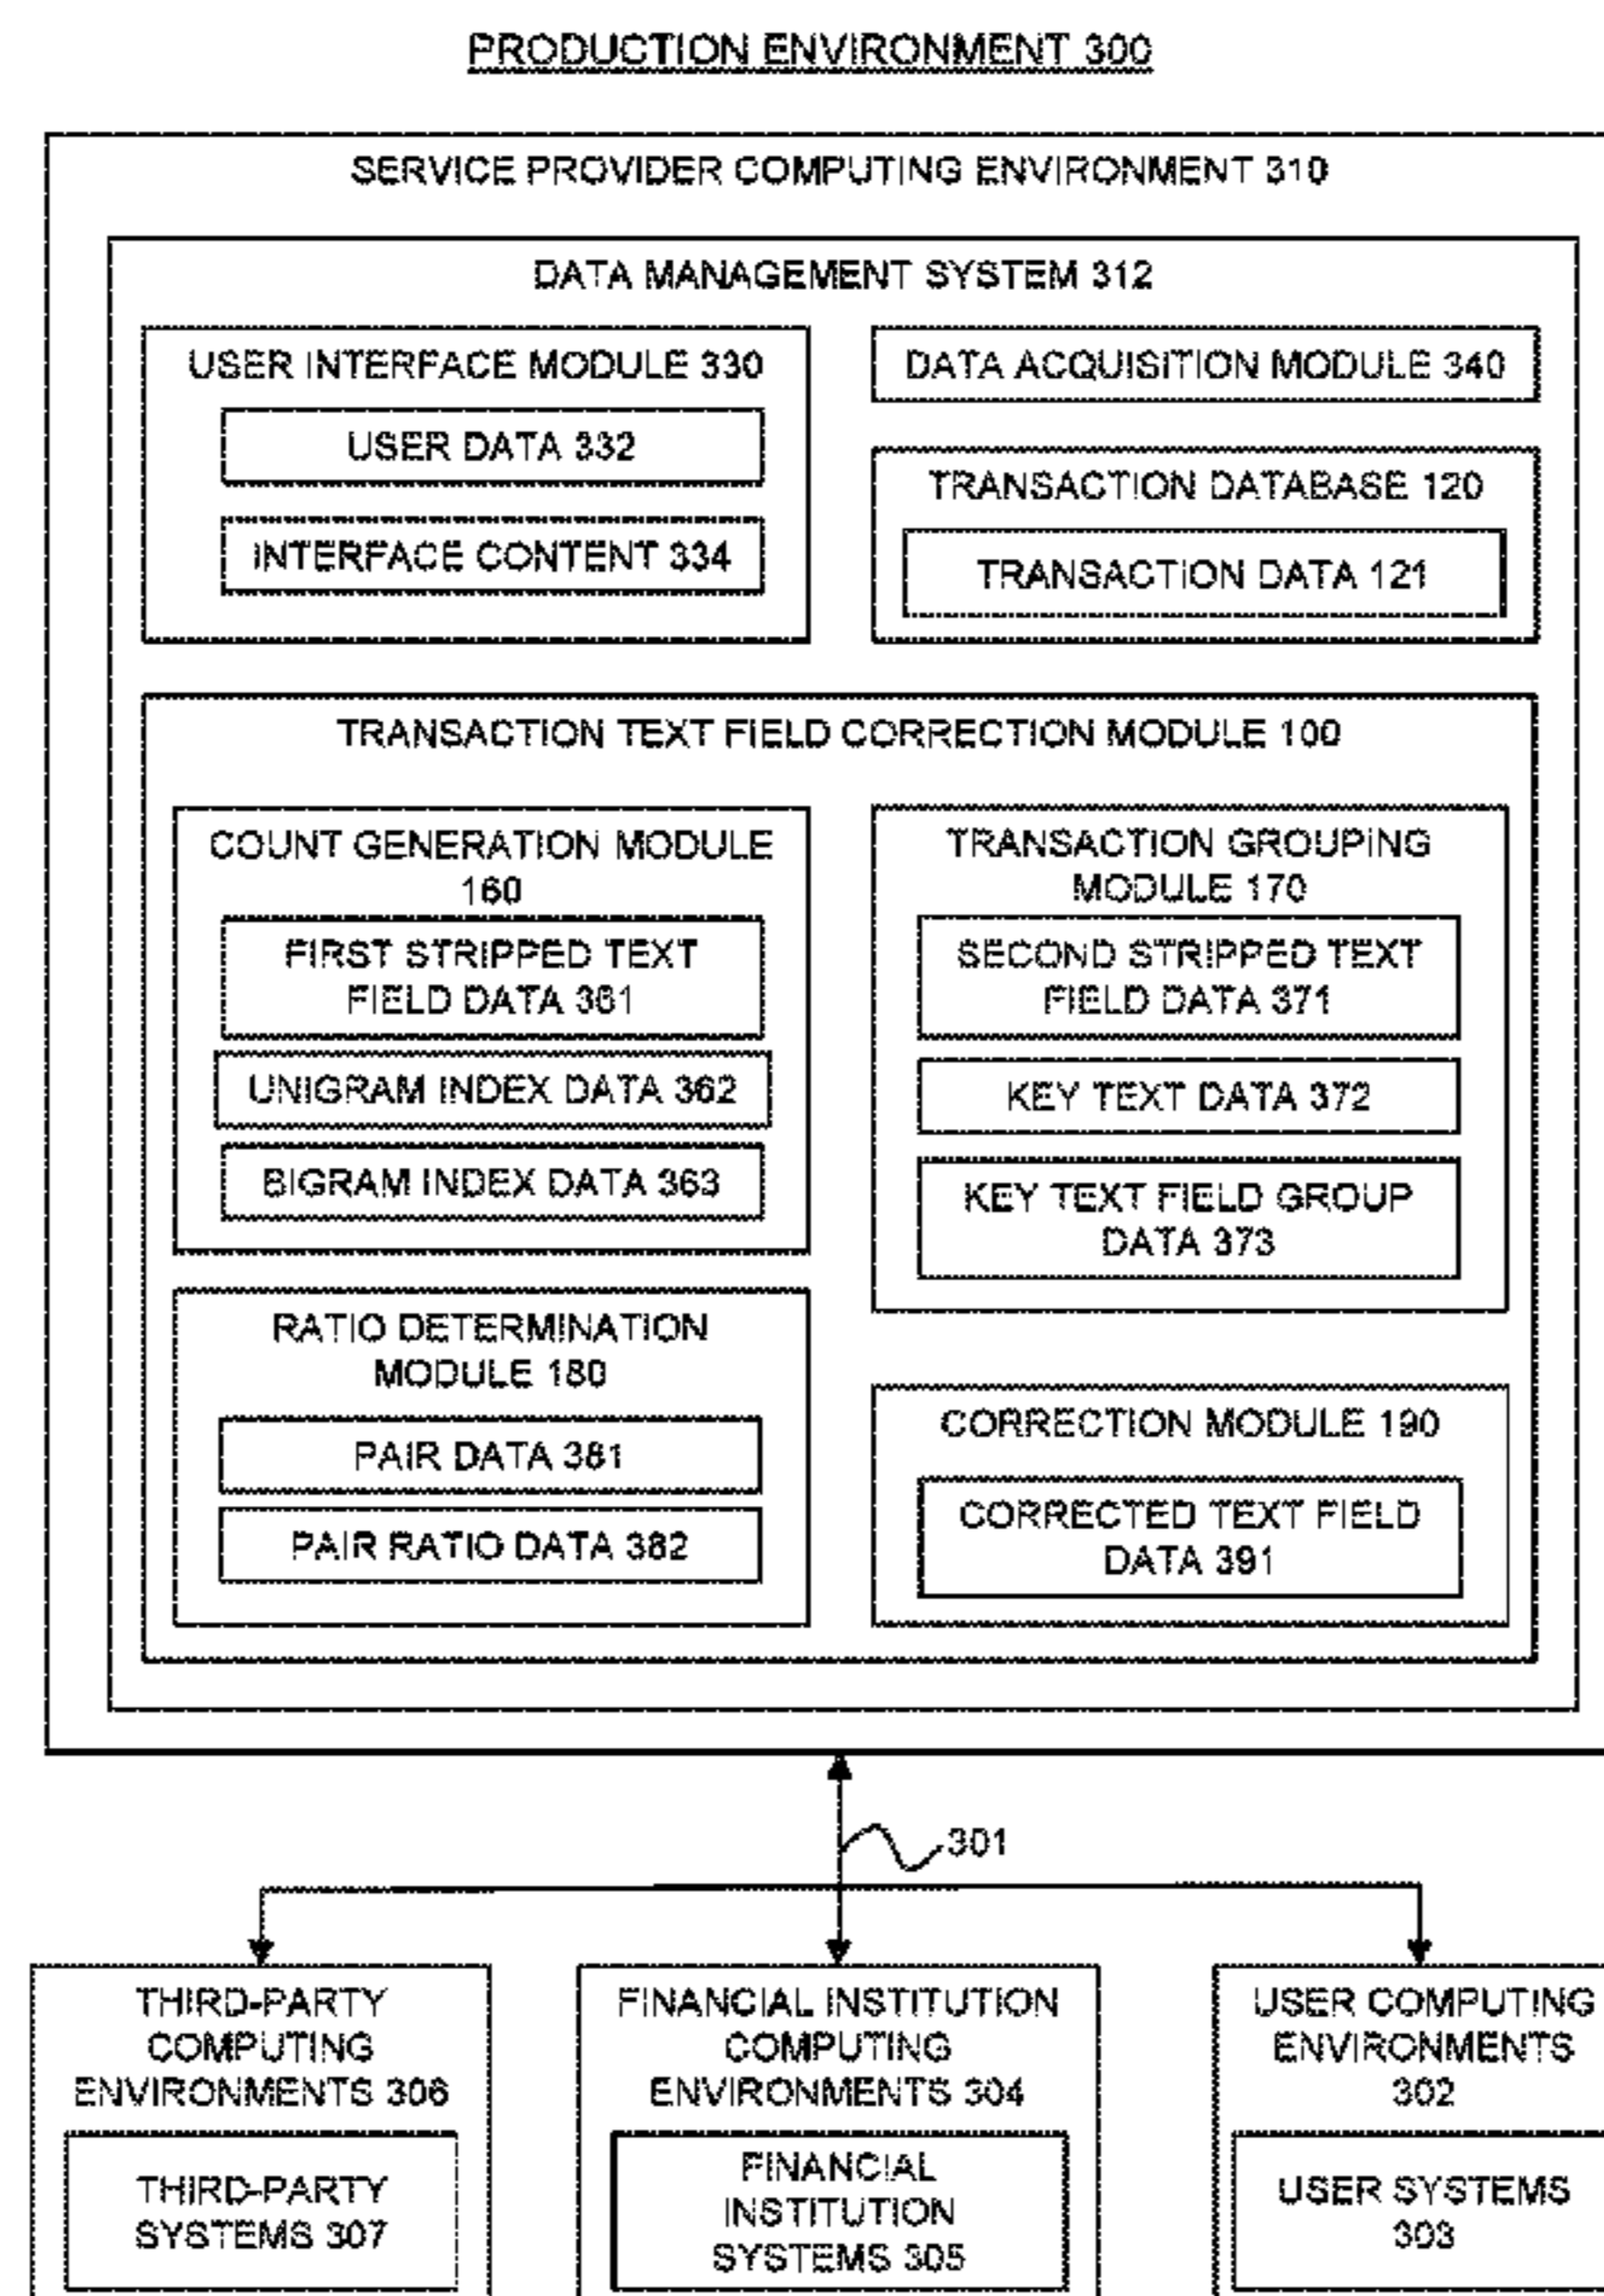 PRODUCTION ENVIRONMENT 300
SERVICE PROVIDER COMPUTING ENVIRONMENT 310
DATA MANAGEMENT SYSTEM 312
USER INTERFACE MODULE 330
USER DATA 332
INTERFACE CONTENT 334
DATA ACQUISITION MODULE 340
TRANSACTION DATABASE 120
TRANSACTION DATA 121
TRANSACTION TEXT FIELD CORRECTION MODULE 100
COUNT GENERATION MODULE
160
FIRST STRIPPED TEXT
FIELD DATA 361
UNIGRAM INDEX DATA 362
BIGRAM INDEX DATA 363
TRANSACTION GROUPING
MODULE 170
SECOND STRIPPED TEXT
FIELD DATA 371
KEY TEXT DATA 372
KEY TEXT FIELD GROUP
DATA 373
RATIO DETERMINATION
MODULE 180
PAIR DATA 381
PAIR RATIO DATA 382
CORRECTION MODULE 190
CORRECTED TEXT FIELD
DATA 391
301
THIRD-PARTY
COMPUTING
ENVIRONMENTS 306
THIRD-PARTY
SYSTEMS 307
FINANCIAL INSTITUTION
COMPUTING
ENVIRONMENTS 304
FINANCIAL
INSTITUTION
SYSTEMS 305
USER COMPUTING
ENVIRONMENTS
302
USER SYSTEMS
303